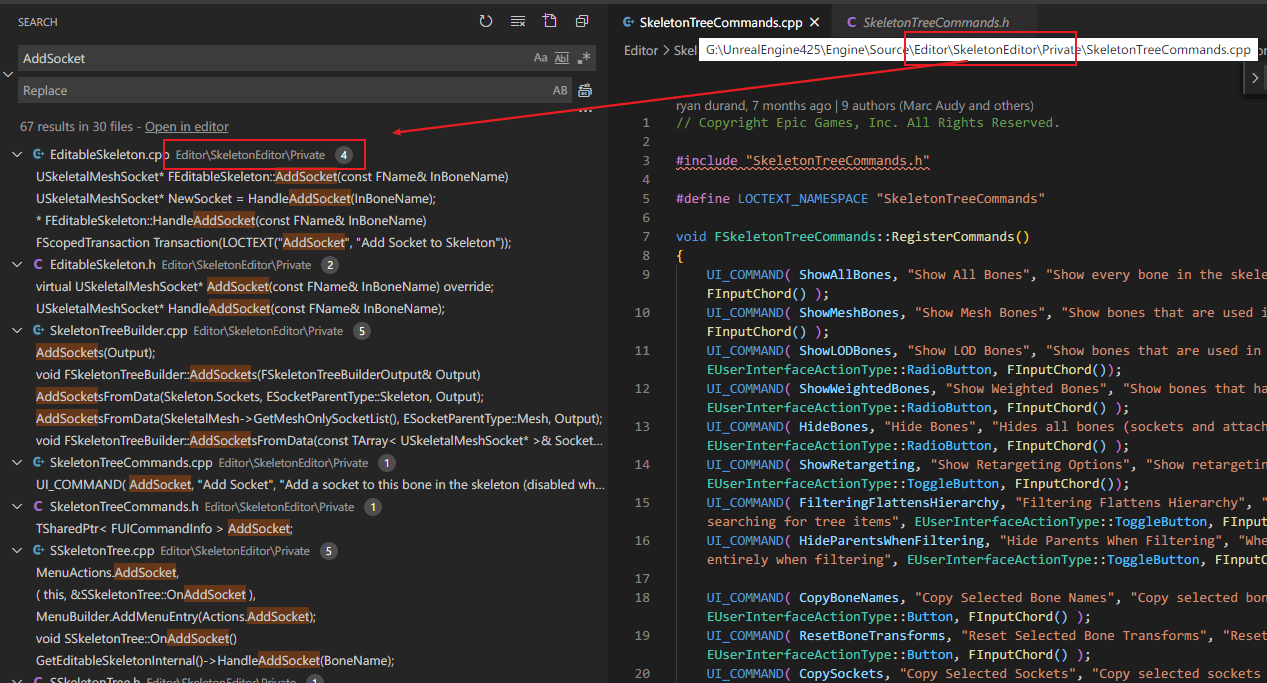 SEARCH
AddSocket
Aa Abl .*
Replace
AB
...
67 results in 30 files - Open in editor
EditableSkeleton.cpp Editor\SkeletonEditor\Private 4
USkeletalMeshSocket* FEditableSkeleton::AddSocket(const FName& InBoneName)
USkeletalMeshSocket* NewSocket = HandleAddSocket(InBoneName);
* FEditableSkeleton::HandleAddSocket(const FName& InBoneName)
FScopedTransaction Transaction(LOCTEXT("AddSocket", "Add Socket to Skeleton"));
C EditableSkeleton.h Editor\SkeletonEditor\Private 2
virtual USkeletalMeshSocket* AddSocket(const FName& InBoneName) override;
USkeletalMeshSocket* HandleAddSocket(const FName& InBoneName);
SkeletonTreeBuilder.cpp Editor\SkeletonEditor\Private 5
AddSockets(Output);
void FSkeletonTreeBuilder::AddSockets(FSkeletonTreeBuilderOutput& Output)
AddSocketsFromData(Skeleton.Sockets, ESocketParentType::Skeleton, Output);
AddSocketsFromData(SkeletalMesh->GetMeshOnlySocketList(), ESocketParentType::Mesh, Output);
void FSkeletonTreeBuilder::AddSocketsFromData(const TArray< USkeletalMeshSocket* >& Socket...
SkeletonTreeCommands.cpp Editor\SkeletonEditor\Private 1
UI_COMMAND( AddSocket, "Add Socket", "Add a socket to this bone in the skeleton (disabled wh...
C SkeletonTreeCommands.h Editor\SkeletonEditor\Private 1
TSharedPtr< FUICommandInfo > AddSocket;
SSkeletonTree.cpp Editor\SkeletonEditor\Private 5
MenuActions.AddSocket,
( this, &SSkeletonTree::OnAddSocket ),
MenuBuilder.AddMenuEntry(Actions.AddSocket);
void SSkeletonTree::OnAddSocket()
GetEditableSkeletonInternal()->HandleAddSocket(BoneName);
C SSkeletonTree.h Editor\SkeletonEditor\Private 1
SkeletonTreeCommands.cpp
C SkeletonTreeCommands.h
Editor > Skel
G:\UnrealEngine425\Engine\Source\Editor\SkeletonEditor\Private\SkeletonTreeCommands.cpp
ryan durand, 7 months ago | 9 authors (Marc Audy and others)
1 // Copyright Epic Games, Inc. All Rights Reserved.
2
3 #include "SkeletonTreeCommands.h"
4
5 #define LOCTEXT_NAMESPACE "SkeletonTreeCommands"
6
7 void FSkeletonTreeCommands::RegisterCommands()
8 {
9 UI_COMMAND( ShowAllBones, "Show All Bones", "Show every bone in the skele
FInputChord() );
10 UI_COMMAND( ShowMeshBones, "Show Mesh Bones", "Show bones that are used i
FInputChord() );
11 UI_COMMAND( ShowLODBones, "Show LOD Bones", "Show bones that are used in
EUserInterfaceActionType::RadioButton, FInputChord());
12 UI_COMMAND( ShowWeightedBones, "Show Weighted Bones", "Show bones that ha
EUserInterfaceActionType::RadioButton, FInputChord() );
13 UI_COMMAND( HideBones, "Hide Bones", "Hides all bones (sockets and attach
EUserInterfaceActionType::RadioButton, FInputChord() );
14 UI_COMMAND( ShowRetargeting, "Show Retargeting Options", "Show retargetin
EUserInterfaceActionType::ToggleButton, FInputChord());
15 UI_COMMAND( FilteringFlattensHierarchy, "Filtering Flattens Hierarchy", "
searching for tree items", EUserInterfaceActionType::ToggleButton, FInput
16 UI_COMMAND( HideParentsWhenFiltering, "Hide Parents When Filtering", "Whe
entirely when filtering", EUserInterfaceActionType::ToggleButton, FInputC
17
18 UI_COMMAND( CopyBoneNames, "Copy Selected Bone Names", "Copy selected bon
EUserInterfaceActionType::Button, FInputChord() );
19 UI_COMMAND( ResetBoneTransforms, "Reset Selected Bone Transforms", "Reset
EUserInterfaceActionType::Button, FInputChord() );
20 UI_COMMAND( CopySockets, "Copy Selected Sockets", "Copy selected sockets